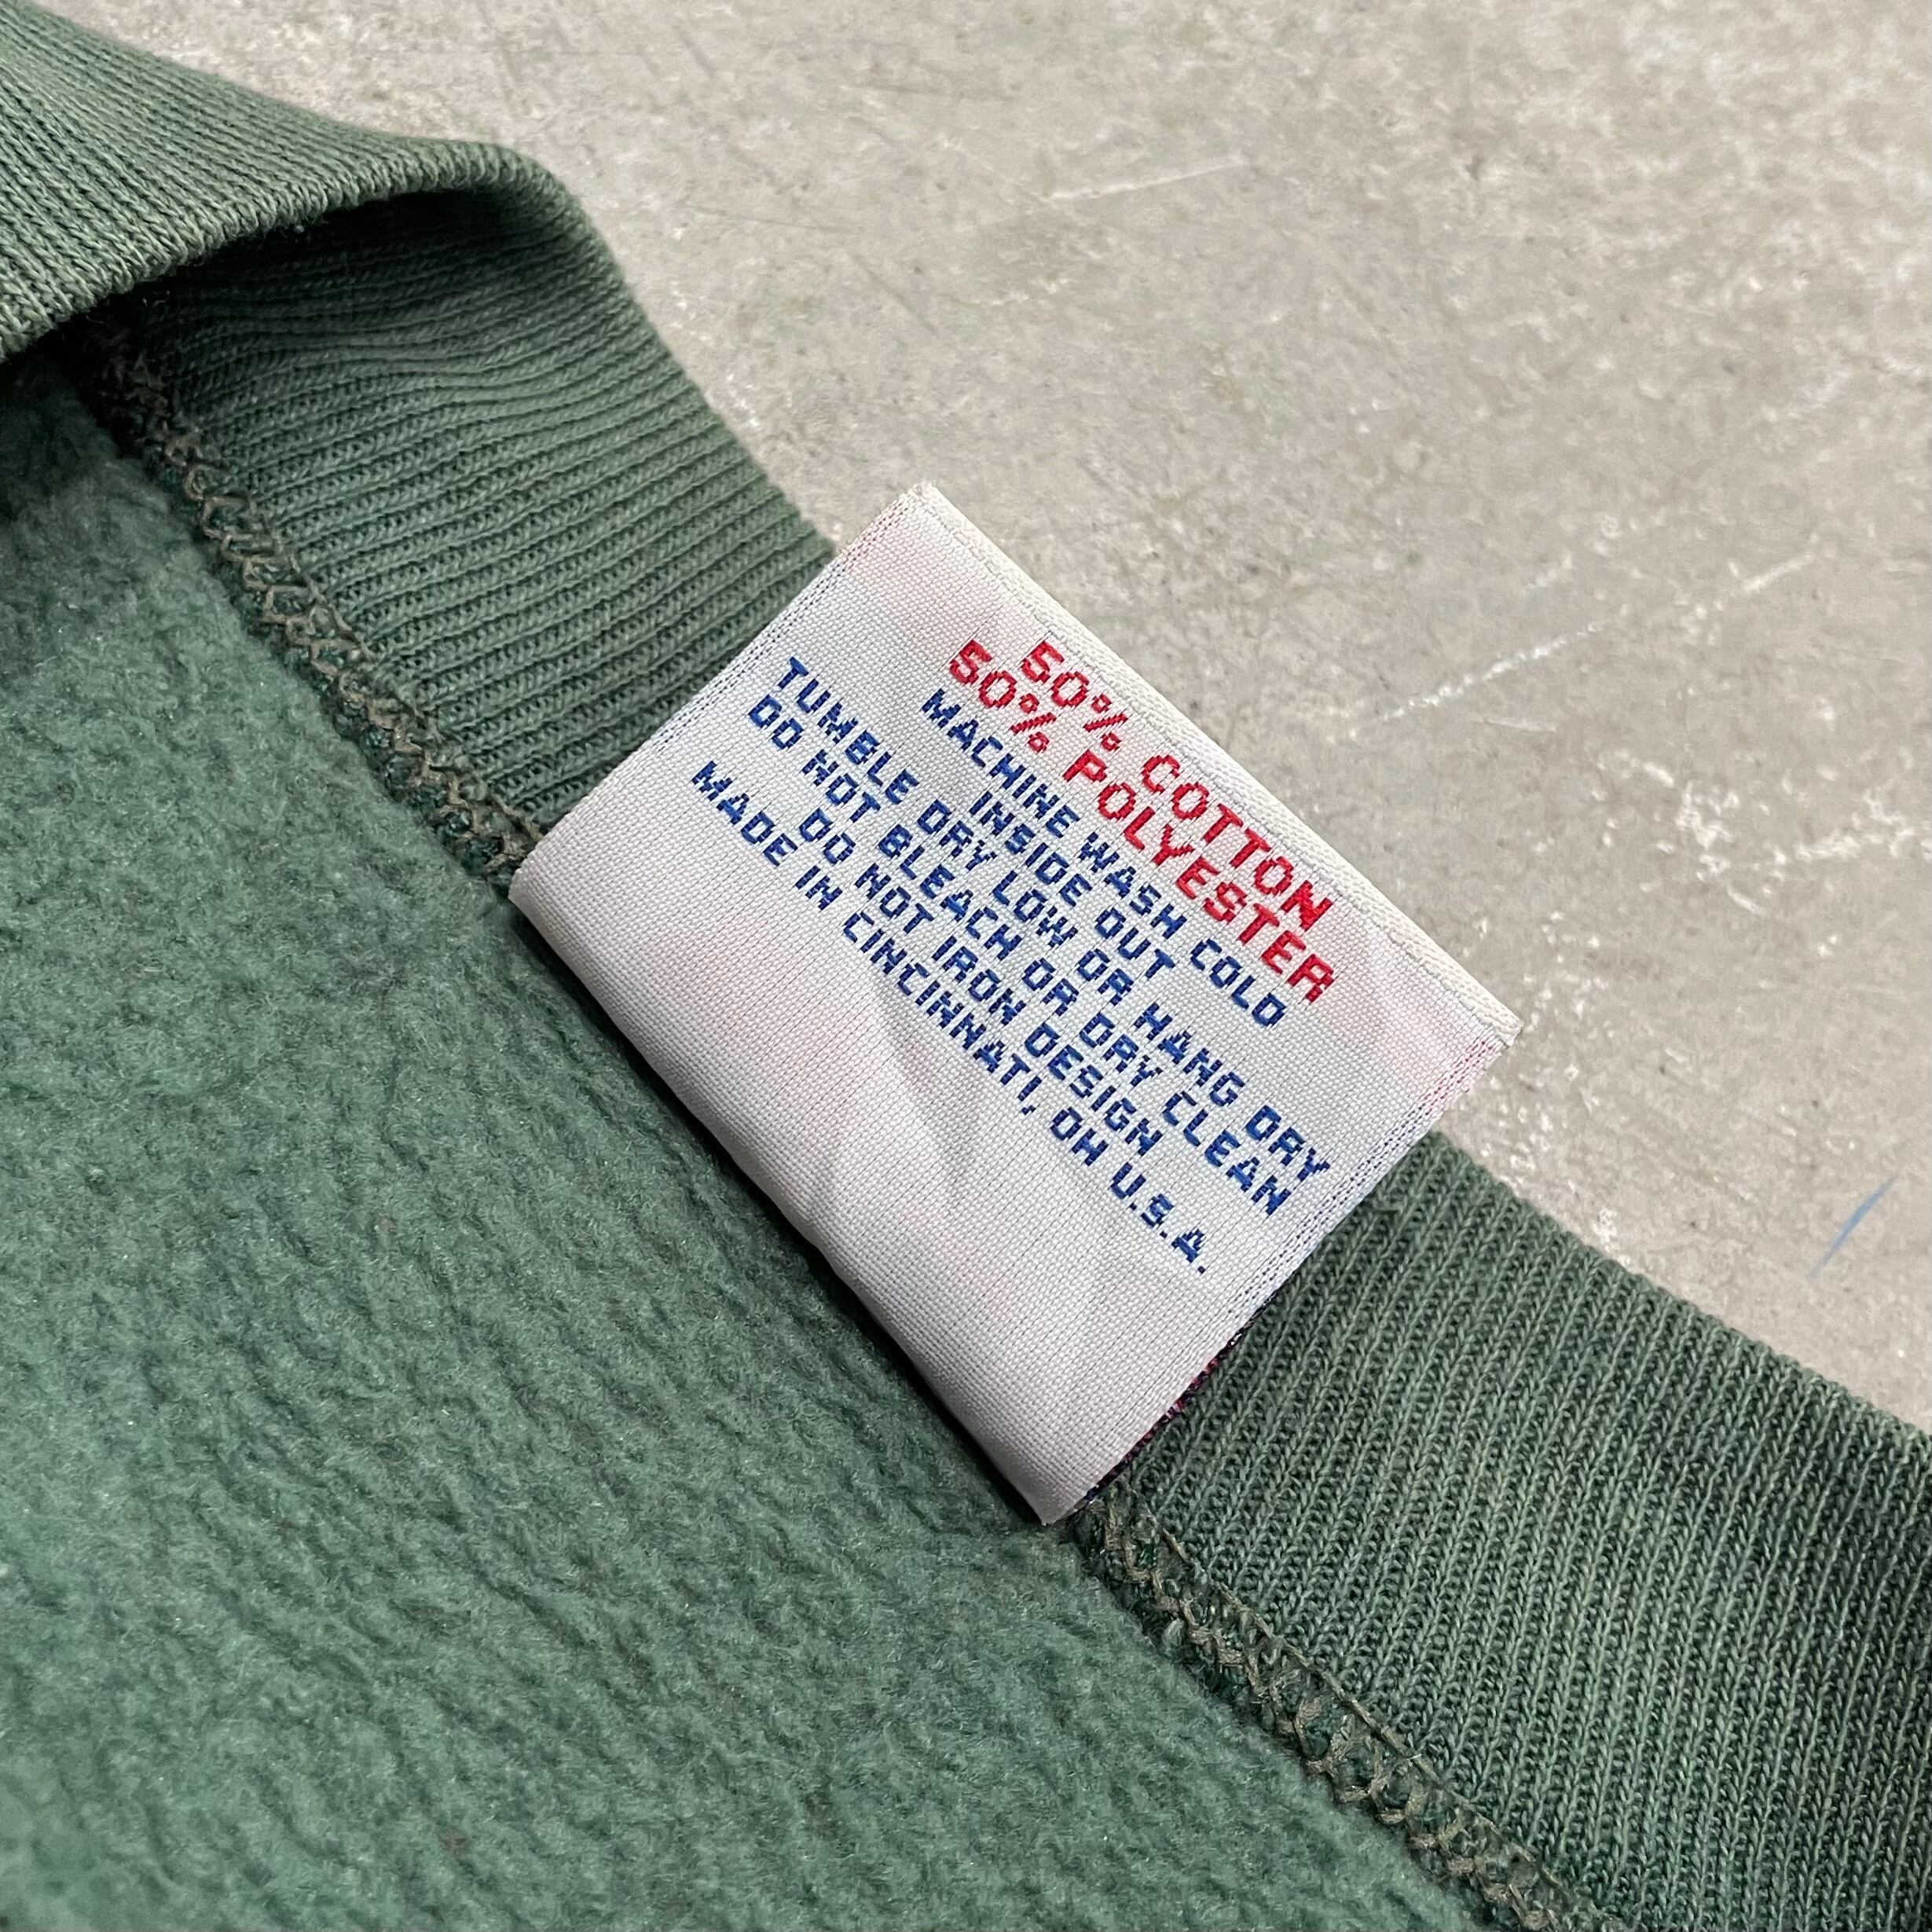 50% COTTON
50% POLYESTER
MACHINE WASH COLD
INSIDE OUT
TUMBLE DRY LOW OR HANG DRY
DO NOT BLEACH OR DRY CLEAN
DO NOT IRON DESIGN
MADE IN CINCINNATI, OH U.S.A.